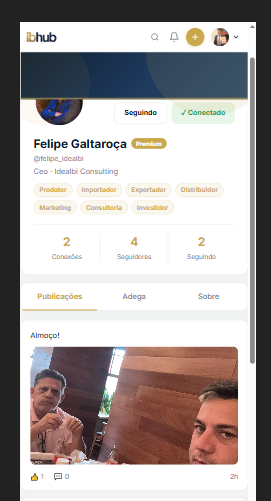 ibhub
Seguindo
✓ Conectado
Felipe Galtaroça Premium
@felipe_idealbi
Ceo · Idealbi Consulting
Produtor Importador Exportador Distribuidor
Marketing Consultoria Investidor
2 4 2
Conexões Seguidores Seguindo
Publicações Adega Sobre
Almoço!
1 0 2h